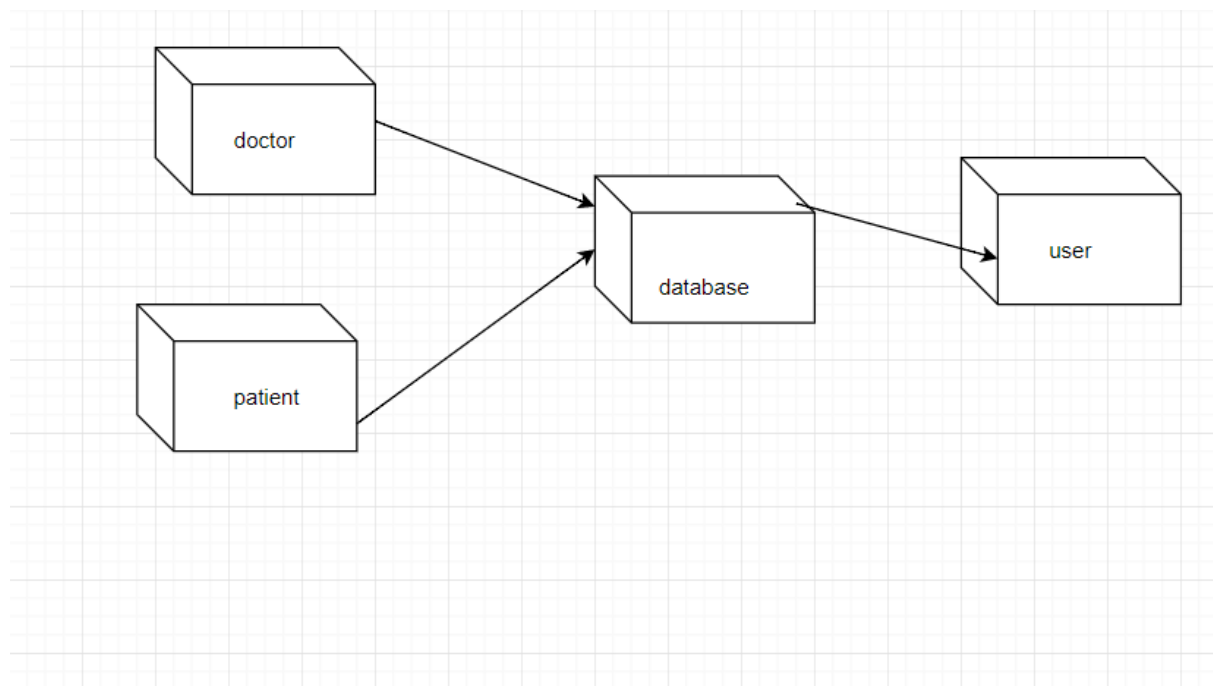 doctor
database
user
patient